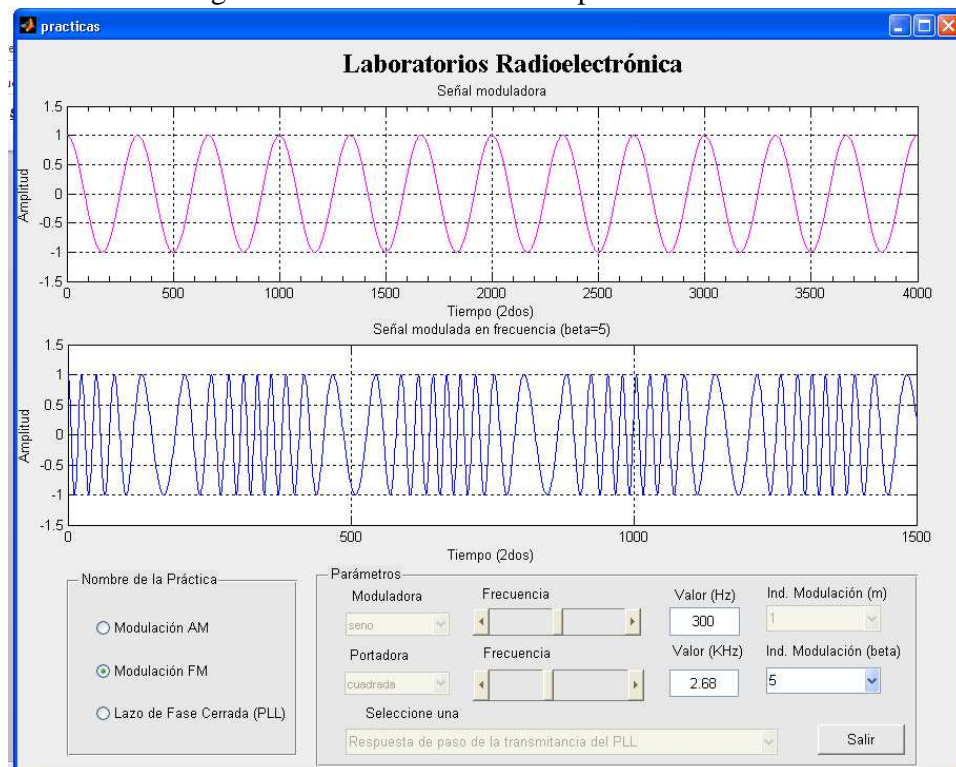 practicas
Laboratorios Radioelectrónica
Señal moduladora
1.5
1
0.5
0
-0.5
-1
-1.5
Amplitud
0 500 1000 1500 2000 2500 3000 3500 4000
Tiempo (2dos)
Señal modulada en frecuencia (beta=5)
1.5
1
0.5
0
-0.5
-1
-1.5
Amplitud
0 500 1000 1500
Tiempo (2dos)
Nombre de la Práctica
Modulación AM
Modulación FM
Lazo de Fase Cerrada (PLL)
Parámetros
Moduladora Frecuencia Valor (Hz) Ind. Modulación (m)
seno 300 1
Portadora Frecuencia Valor (KHz) Ind. Modulación (beta)
cuadrada 2.68 5
Seleccione una
Respuesta de paso de la transmitancia del PLL
Salir